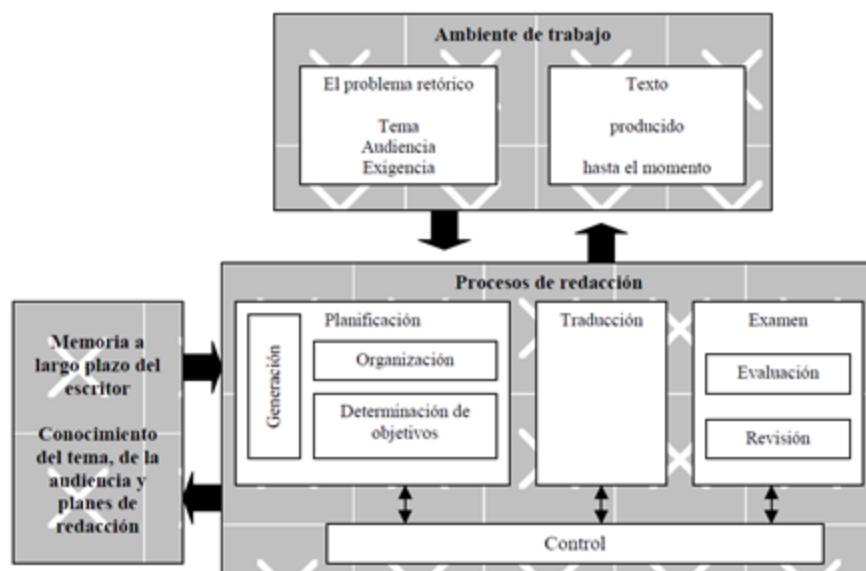 Ambiente de trabajo
El problema retórico
Tema
Audiencia
Exigencia
Texto
producido
hasta el momento
Procesos de redacción
Memoria a
largo plazo del
escritor
Conocimiento
del tema, de la
audiencia y
planes de
redacción
Planificación
Generación
Organización
Determinación de
objetivos
Traducción
Examen
Evaluación
Revisión
Control